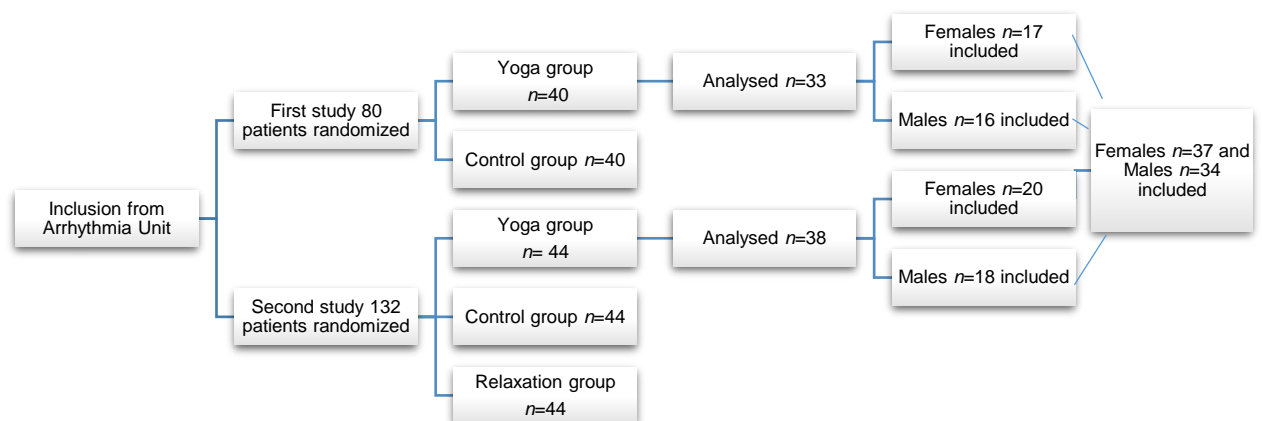 Inclusion from
Arrhythmia Unit
First study 80
patients randomized
Second study 132
patients randomized
Yoga group
n=40
Control group n=40
Yoga group
n= 44
Control group n=44
Relaxation group
n=44
Analysed n=33
Analysed n=38
Females n=17
included
Males n=16 included
Females n=20
included
Males n=18 included
Females n=37 and
Males n=34
included